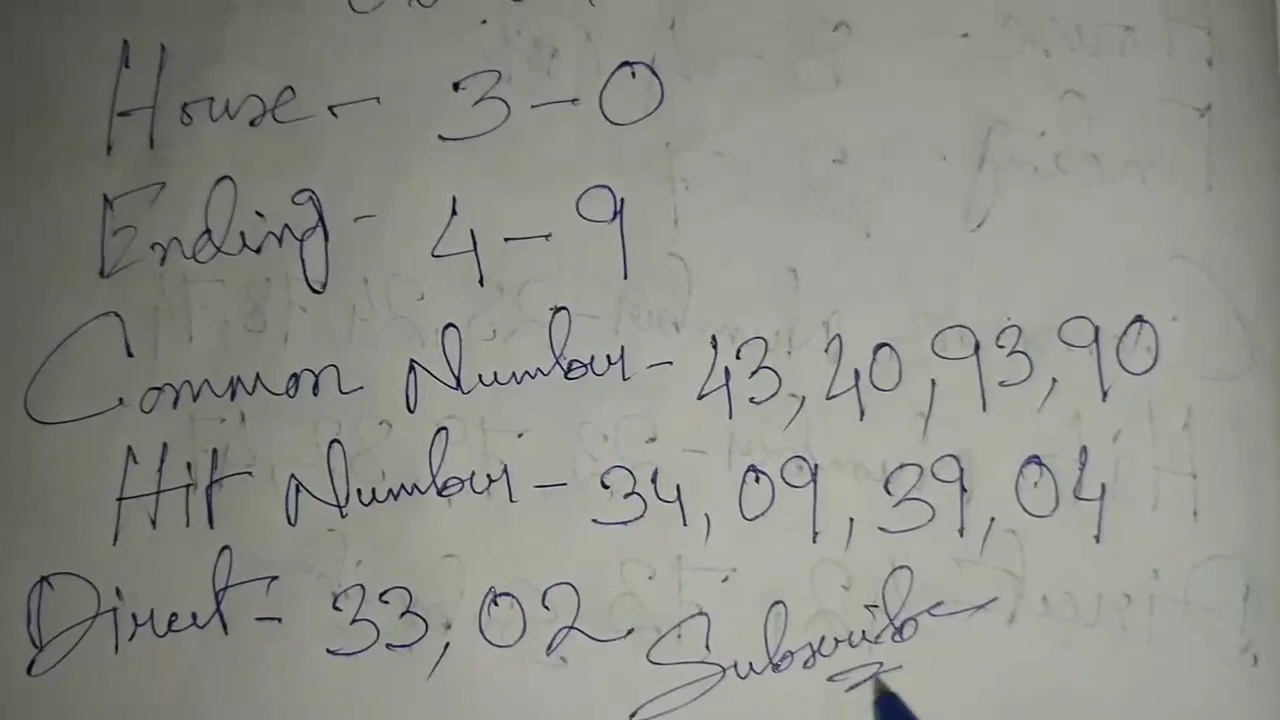 House - 3 - 0
Ending - 4 - 9
Common Number - 43, 40, 93, 90
Hit Number - 34, 09, 39, 04
Direct - 33, 02 Subscribe